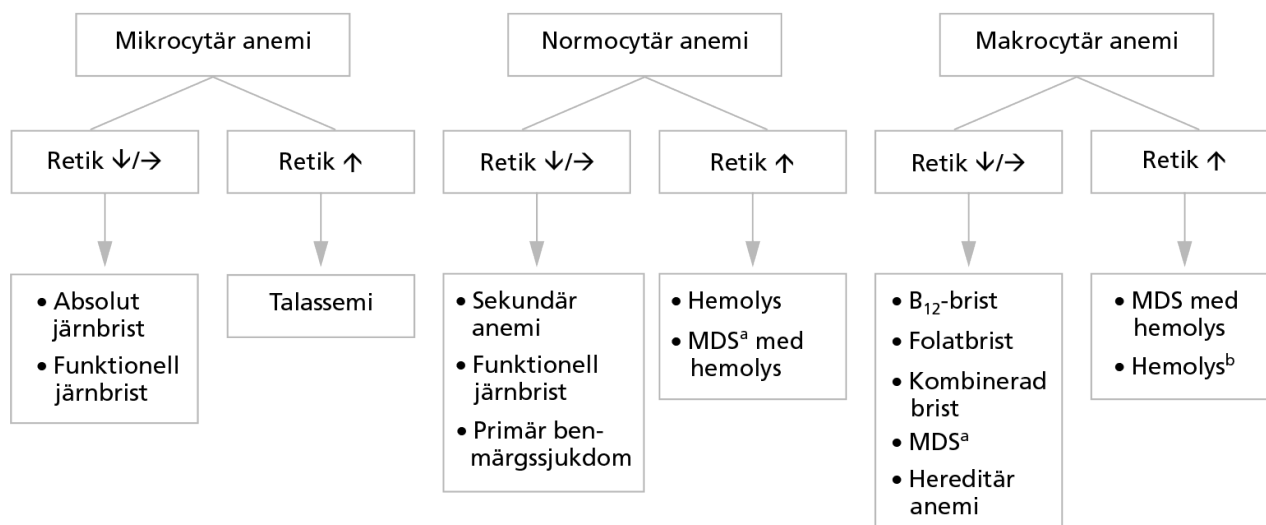 Mikrocytär anemi
Normocytär anemi
Makrocytär anemi
Retik ↓/→
Retik ↑
Retik ↓/→
Retik ↑
Retik ↓/→
Retik ↑
• Absolut
järnbrist
• Funktionell
järnbrist
Talassemi
• Sekundär
anemi
• Funktionell
järnbrist
• Primär ben-
märgssjukdom
• Hemolys
• MDSᵃ med
hemolys
• B₁₂-brist
• Folatbrist
• Kombinerad
brist
• MDSᵃ
• Hereditär
anemi
• MDS med
hemolys
• Hemolysᵇ